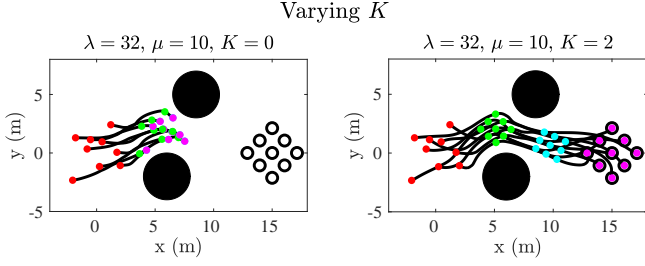 Varying K
λ = 32, μ = 10, K = 0
λ = 32, μ = 10, K = 2
y (m)
5
0
-5
0
5
10
15
x (m)
y (m)
5
0
-5
0
5
10
15
x (m)